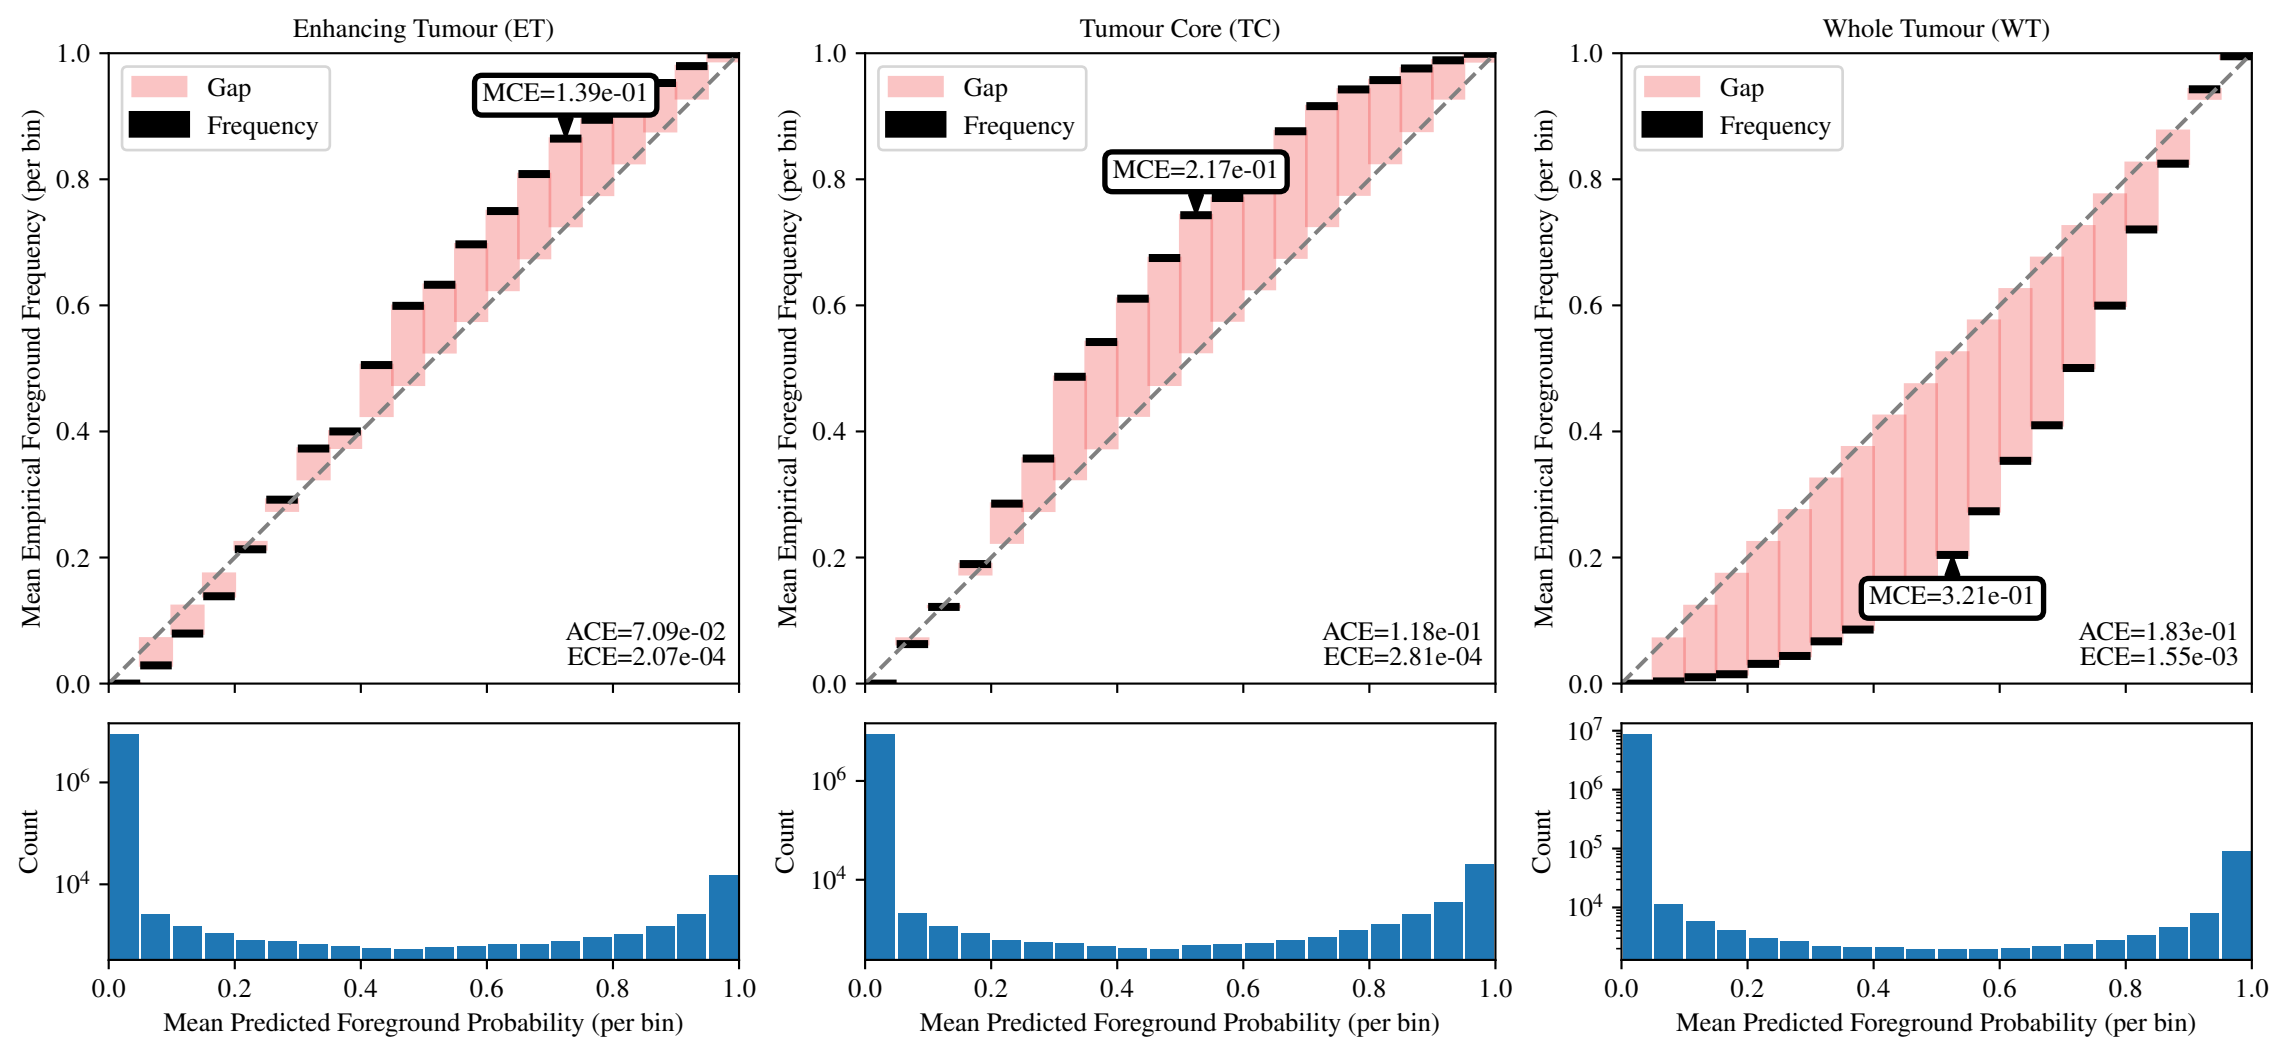 Enhancing Tumour (ET)
Mean Empirical Foreground Frequency (per bin)
1.0
0.8
0.6
0.4
0.2
0.0
Gap
Frequency
MCE=1.39e-01
ACE=7.09e-02
ECE=2.07e-04
Count
10^6
10^4
0.0 0.2 0.4 0.6 0.8 1.0
Mean Predicted Foreground Probability (per bin)
Tumour Core (TC)
Mean Empirical Foreground Frequency (per bin)
1.0
0.8
0.6
0.4
0.2
0.0
Gap
Frequency
MCE=2.17e-01
ACE=1.18e-01
ECE=2.81e-04
Count
10^6
10^4
0.0 0.2 0.4 0.6 0.8 1.0
Mean Predicted Foreground Probability (per bin)
Whole Tumour (WT)
Mean Empirical Foreground Frequency (per bin)
1.0
0.8
0.6
0.4
0.2
0.0
Gap
Frequency
MCE=3.21e-01
ACE=1.83e-01
ECE=1.55e-03
Count
10^7
10^6
10^5
10^4
0.0 0.2 0.4 0.6 0.8 1.0
Mean Predicted Foreground Probability (per bin)